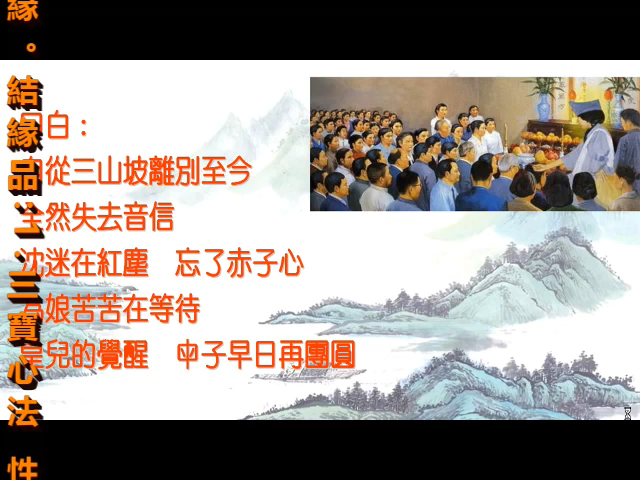 緣。結緣品：：三寶心法 性
白：
從三山坡離別至今
然失去音信
沈迷在紅塵 忘了赤子心
娘苦苦在等待
兒的覺醒 申子早日再團圓